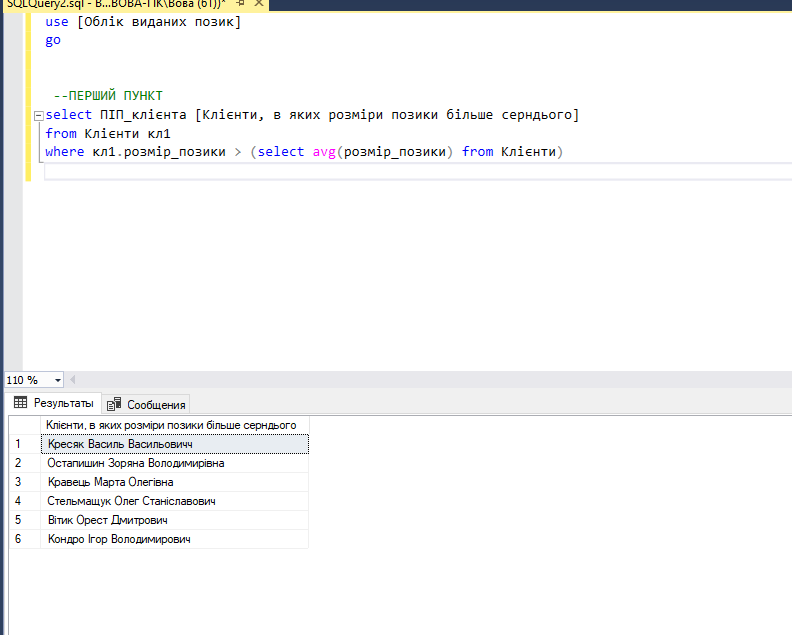 SQLQuery2.sql - B...BOBA-ПК\Вова (61))*
use [Облік виданих позик]
go
--ПЕРШИЙ ПУНКТ
select ПІП_клієнта [Клієнти, в яких розміри позики більше серндього]
from Клієнти кл1
where кл1.розмір_позики > (select avg(розмір_позики) from Клієнти)
110 %
Результаты Сообщения
Клієнти, в яких розміри позики більше серндього
1 Кресяк Василь Васильовичч
2 Остапишин Зоряна Володимирівна
3 Кравець Марта Олегівна
4 Стельмащук Олег Станіславович
5 Вітик Орест Дмитрович
6 Кондро Ігор Володимирович